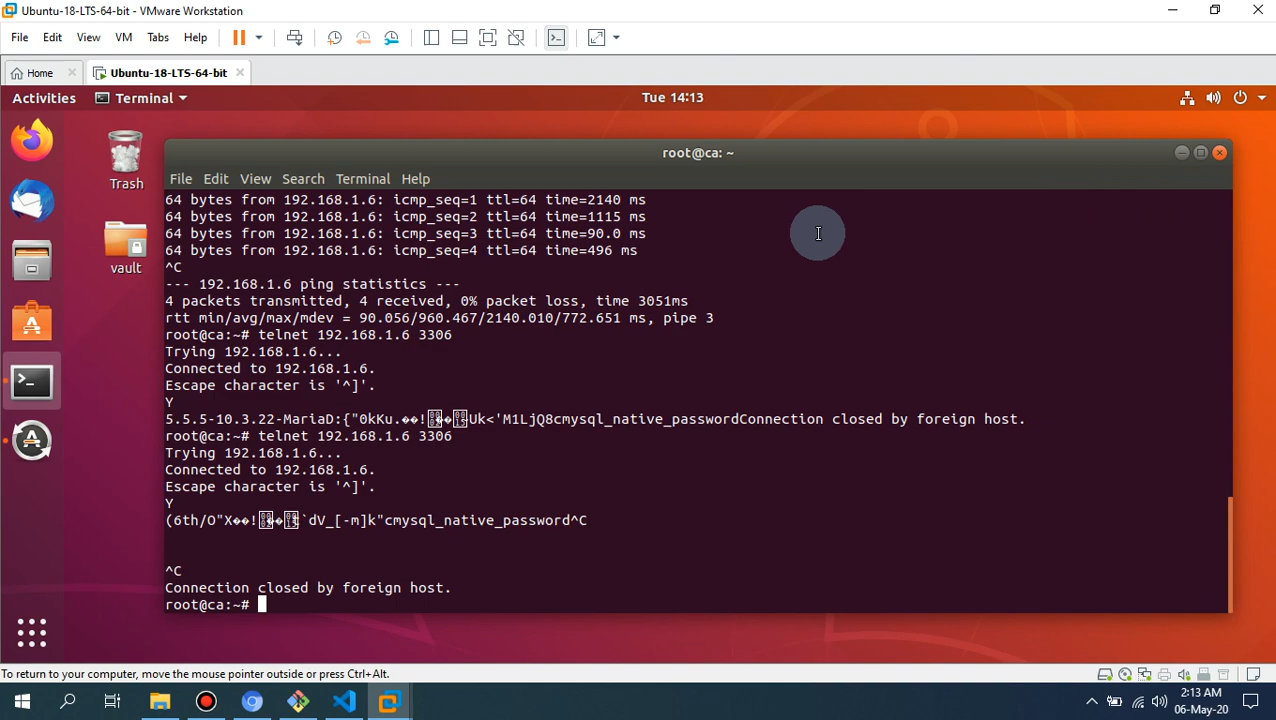 Ubuntu-18-LTS-64-bit - VMware Workstation
File Edit View VM Tabs Help
Home Ubuntu-18-LTS-64-bit
Activities Terminal Tue 14:13
Trash
vault
root@ca: ~
File Edit View Search Terminal Help
64 bytes from 192.168.1.6: icmp_seq=1 ttl=64 time=2140 ms
64 bytes from 192.168.1.6: icmp_seq=2 ttl=64 time=1115 ms
64 bytes from 192.168.1.6: icmp_seq=3 ttl=64 time=90.0 ms
64 bytes from 192.168.1.6: icmp_seq=4 ttl=64 time=496 ms
^C
--- 192.168.1.6 ping statistics ---
4 packets transmitted, 4 received, 0% packet loss, time 3051ms
rtt min/avg/max/mdev = 90.056/960.467/2140.010/772.651 ms, pipe 3
root@ca:~# telnet 192.168.1.6 3306
Trying 192.168.1.6...
Connected to 192.168.1.6.
Escape character is '^]'.
Y
5.5.5-10.3.22-MariaD:{"0kKu.��!�Uk<'M1LjQ8cmysql_native_passwordConnection closed by foreign host.
root@ca:~# telnet 192.168.1.6 3306
Trying 192.168.1.6...
Connected to 192.168.1.6.
Escape character is '^]'.
Y
(6th/O"X��!�`dV_[-m]k"cmysql_native_password^C
^C
Connection closed by foreign host.
root@ca:~#
To return to your computer, move the mouse pointer outside or press Ctrl+Alt.
2:13 AM
06-May-20